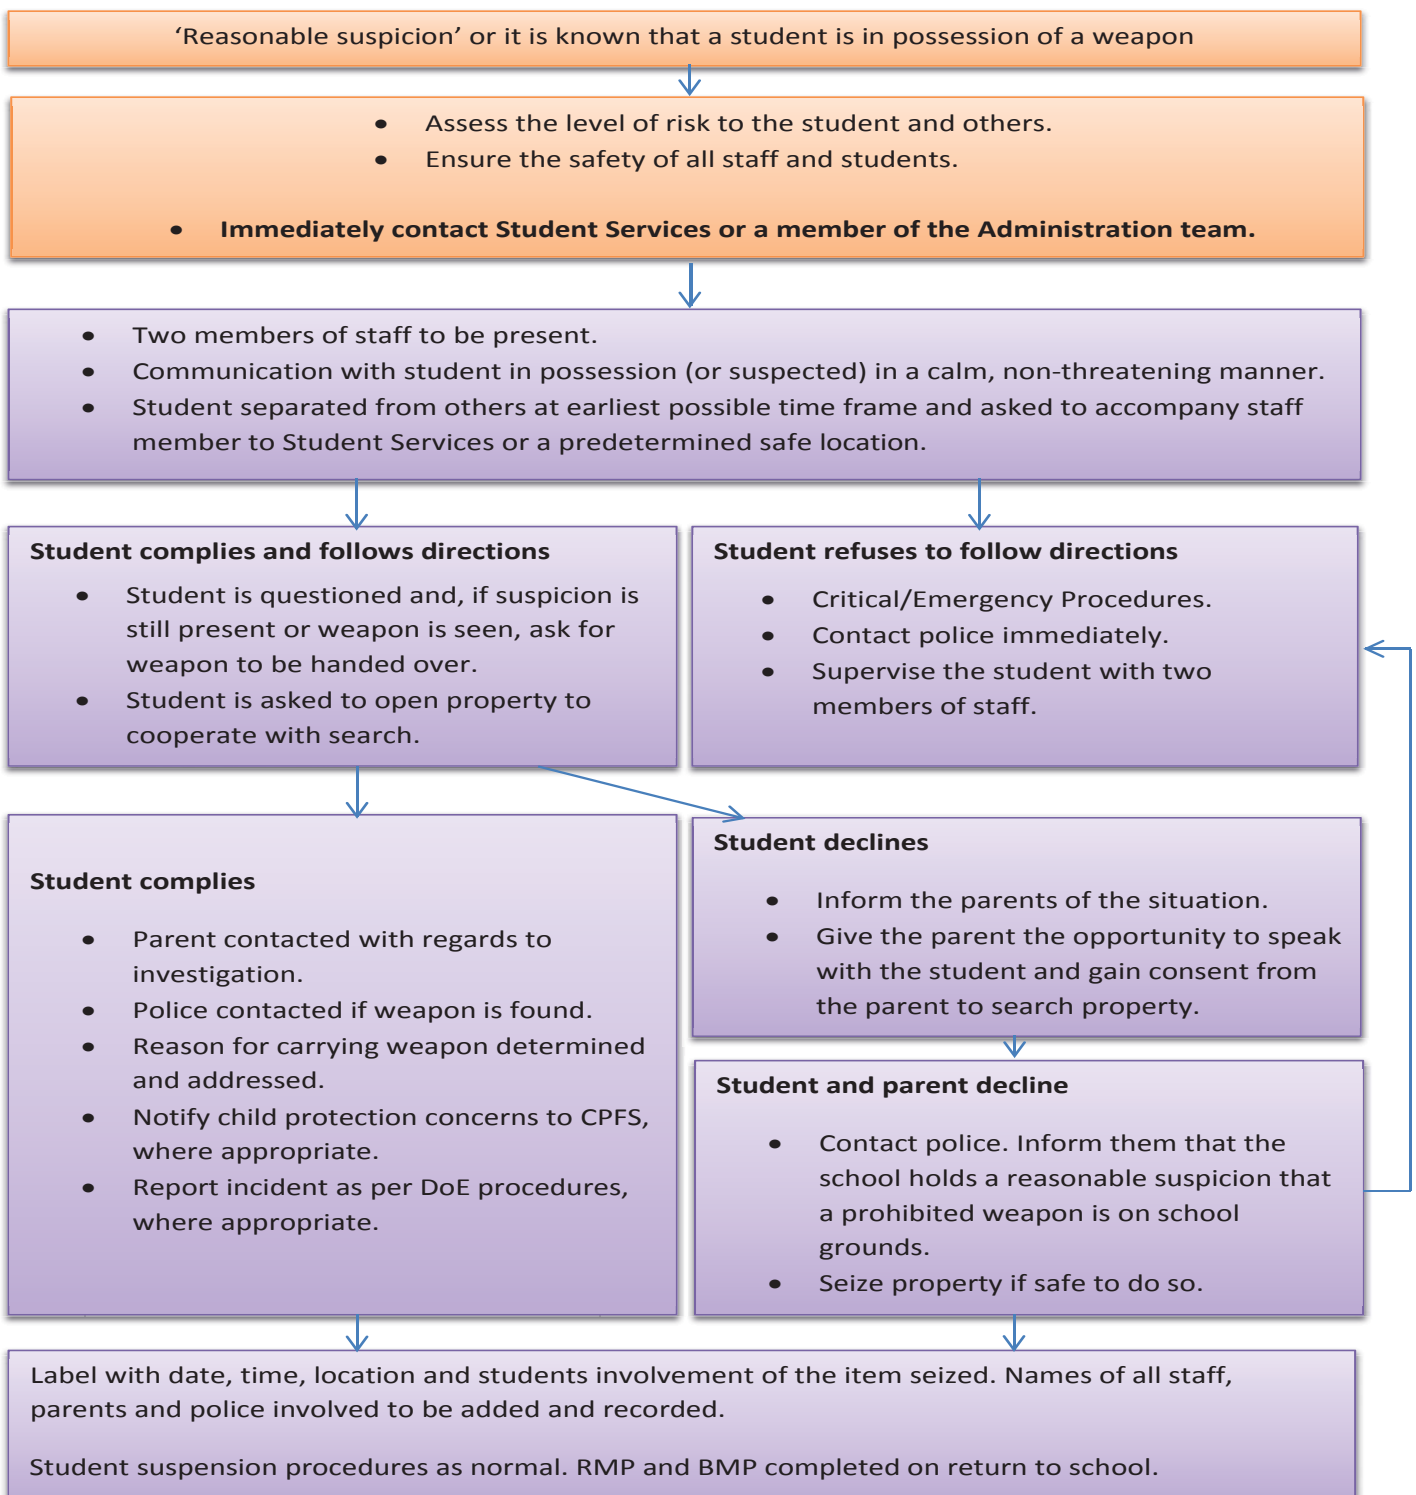 ‘Reasonable suspicion’ or it is known that a student is in possession of a weapon
• Assess the level of risk to the student and others.
• Ensure the safety of all staff and students.
• Immediately contact Student Services or a member of the Administration team.
• Two members of staff to be present.
• Communication with student in possession (or suspected) in a calm, non-threatening manner.
• Student separated from others at earliest possible time frame and asked to accompany staff
member to Student Services or a predetermined safe location.
Student complies and follows directions
• Student is questioned and, if suspicion is
still present or weapon is seen, ask for
weapon to be handed over.
• Student is asked to open property to
cooperate with search.
Student refuses to follow directions
• Critical/Emergency Procedures.
• Contact police immediately.
• Supervise the student with two
members of staff.
Student complies
• Parent contacted with regards to
investigation.
• Police contacted if weapon is found.
• Reason for carrying weapon determined
and addressed.
• Notify child protection concerns to CPFS,
where appropriate.
• Report incident as per DoE procedures,
where appropriate.
Student declines
• Inform the parents of the situation.
• Give the parent the opportunity to speak
with the student and gain consent from
the parent to search property.
Student and parent decline
• Contact police. Inform them that the
school holds a reasonable suspicion that
a prohibited weapon is on school
grounds.
• Seize property if safe to do so.
Label with date, time, location and students involvement of the item seized. Names of all staff,
parents and police involved to be added and recorded.
Student suspension procedures as normal. RMP and BMP completed on return to school.